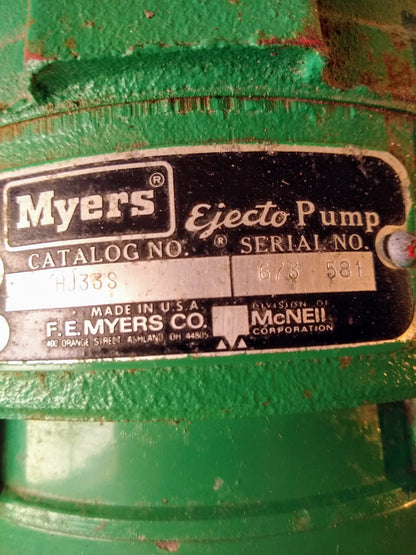 Myers® Ejecto® Pump
CATALOG NO. SERIAL NO.
HJ33S 673 581
MADE IN U.S.A. DIVISION OF
F.E. MYERS CO. McNEIL
400 ORANGE STREET, ASHLAND, OH 44805 CORPORATION